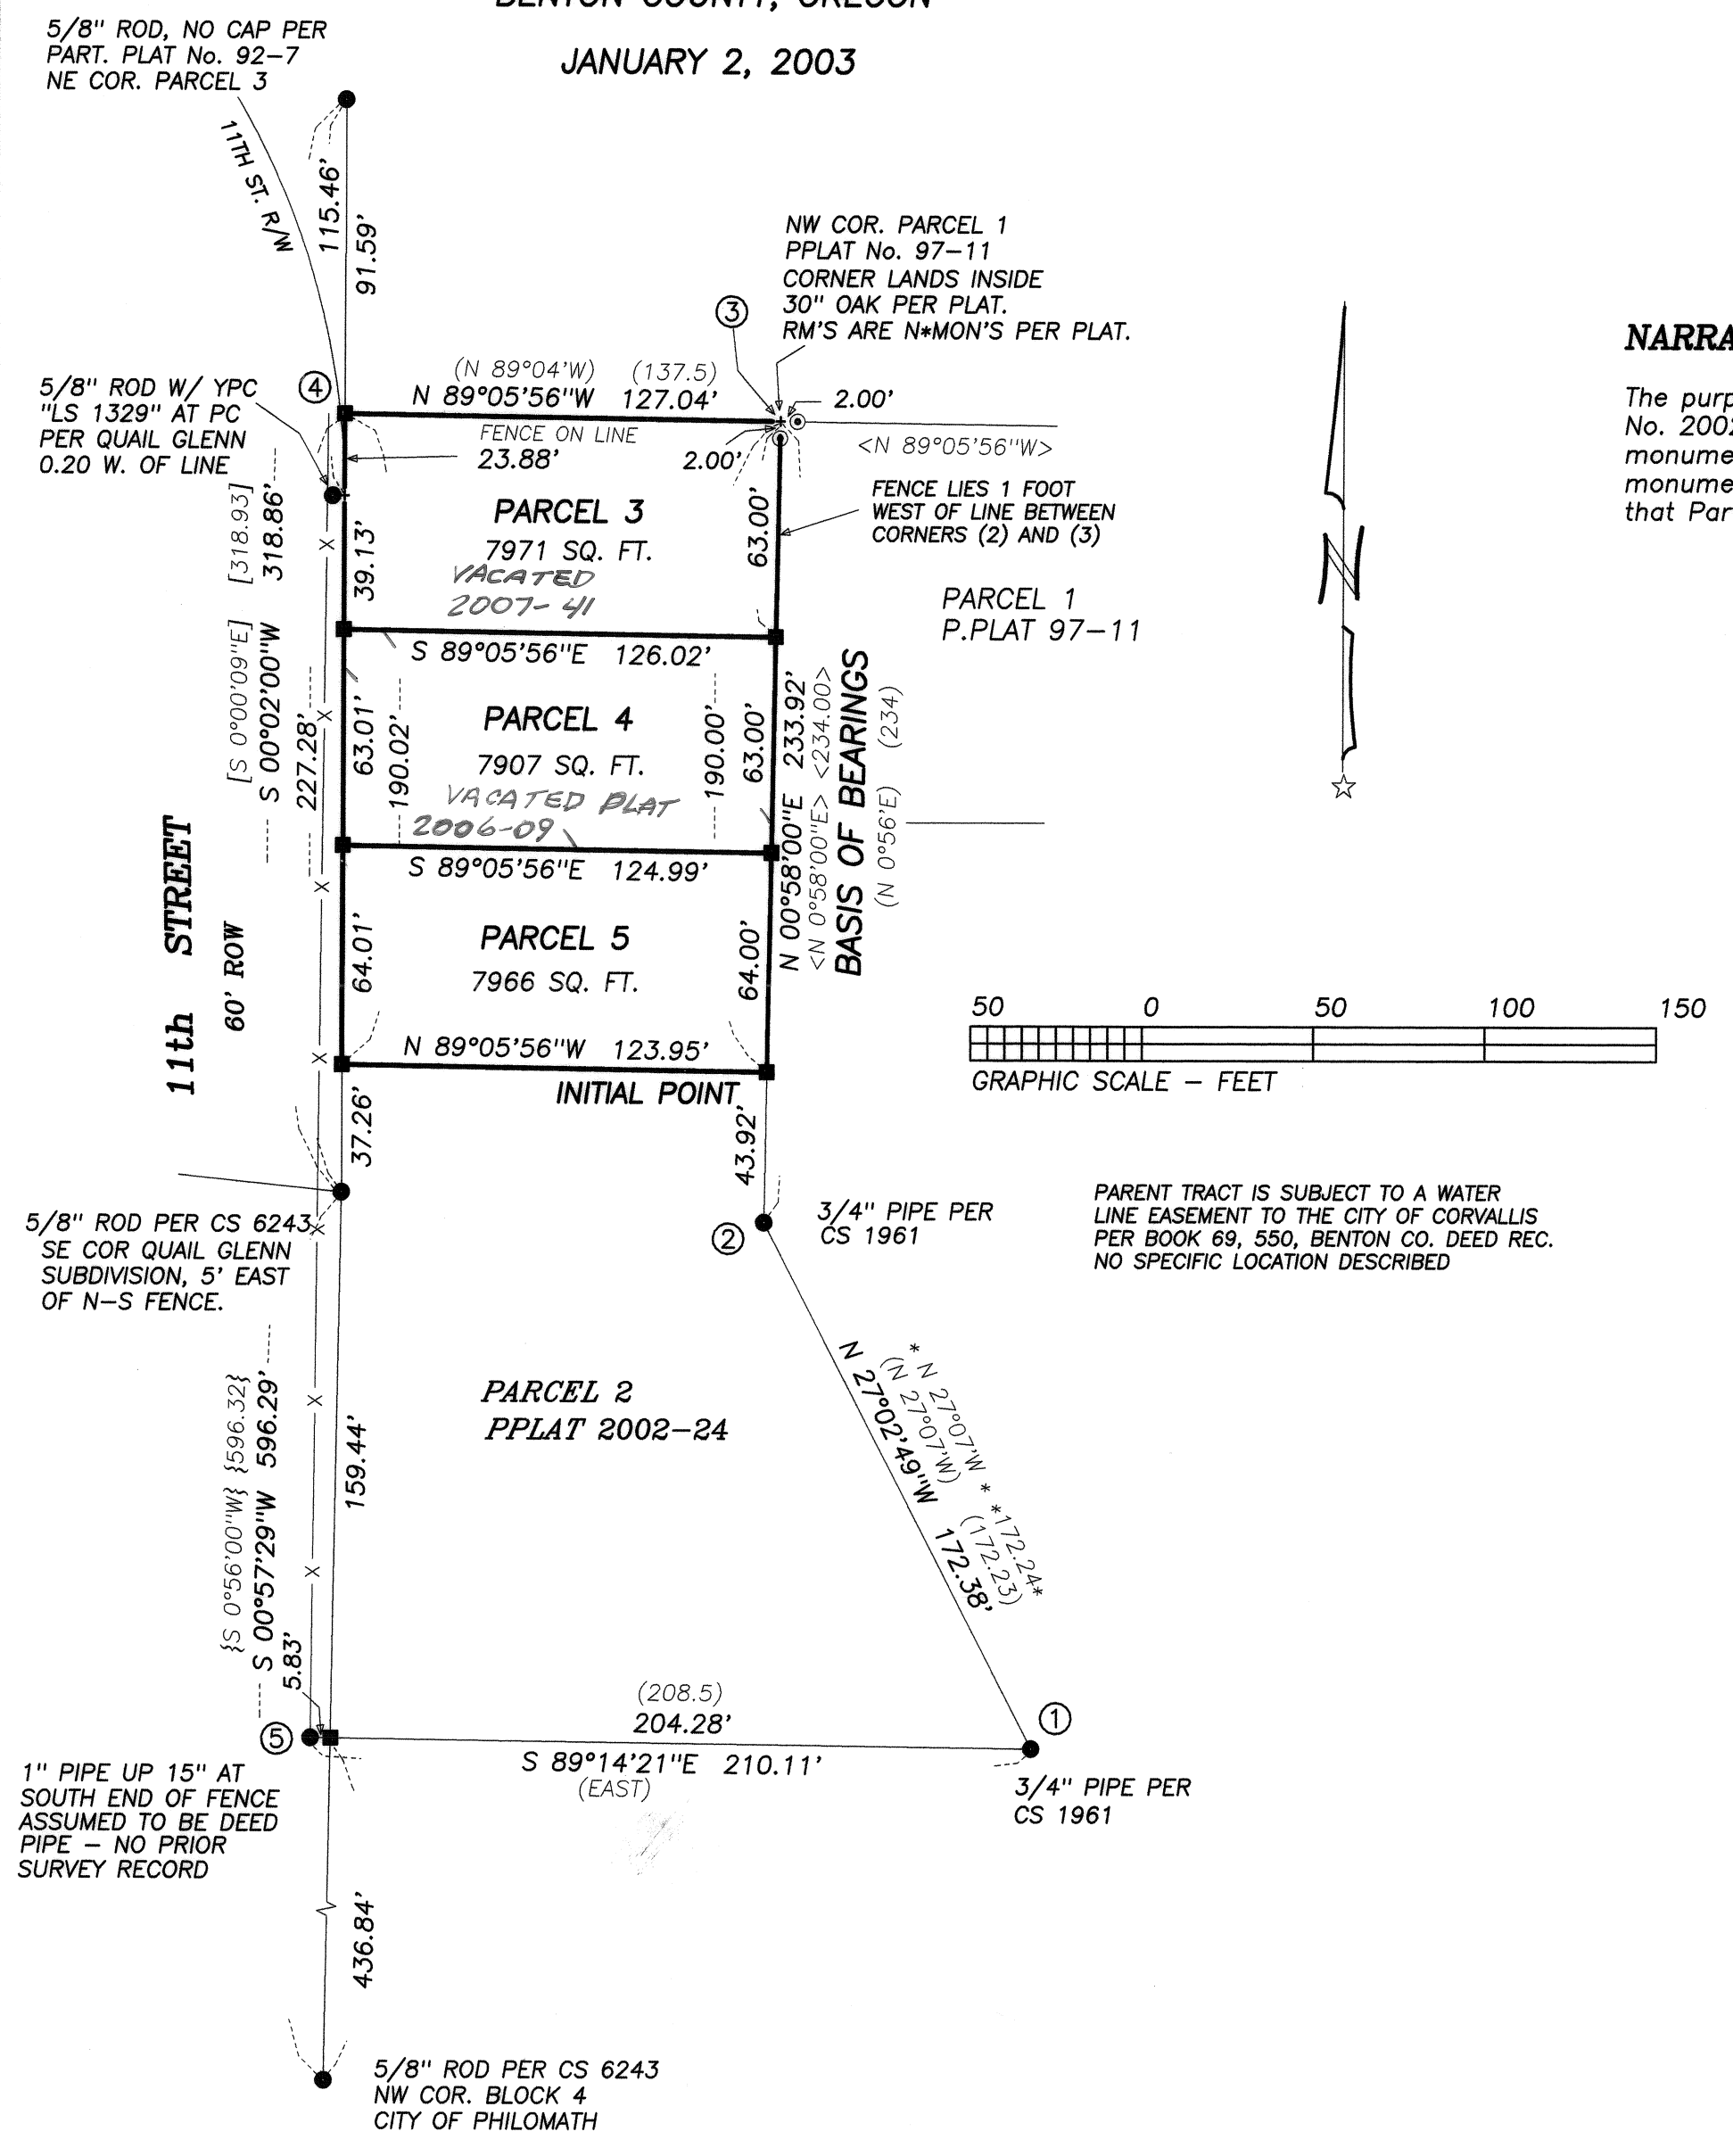 BENTON COUNTY, OREGON
JANUARY 2, 2003
5/8" ROD, NO CAP PER
PART. PLAT No. 92-7
NE COR. PARCEL 3
11TH ST. R/W
115.46'
91.59'
NW COR. PARCEL 1
PPLAT No. 97-11
CORNER LANDS INSIDE
30" OAK PER PLAT.
RM'S ARE N*MON'S PER PLAT.
3
4
5/8" ROD W/ YPC
"LS 1329" AT PC
PER QUAIL GLENN
0.20 W. OF LINE
(N 89°04'W) (137.5)
N 89°05'56"W 127.04'
FENCE ON LINE
23.88'
2.00'
2.00'
<N 89°05'56"W>
FENCE LIES 1 FOOT
WEST OF LINE BETWEEN
CORNERS (2) AND (3)
NARRA
The purp
No. 2002
monume
monume
that Par
PARCEL 3
7971 SQ. FT.
VACATED
2007-41
39.13'
63.00'
PARCEL 1
P.PLAT 97-11
N
[S 0°00'09"E] [318.93]
S 00°02'00"W 318.86'
227.28'
S 89°05'56"E 126.02'
PARCEL 4
7907 SQ. FT.
VACATED PLAT
2006-09
63.01'
190.02'
190.00'
63.00'
N 00°58'00"E 233.92'
<N 0°58'00"E> <234.00>
BASIS OF BEARINGS
(N 0°56'E) (234)
S 89°05'56"E 124.99'
11th STREET
60' ROW
PARCEL 5
7966 SQ. FT.
64.01'
64.00'
N 89°05'56"W 123.95'
INITIAL POINT
50 0 50 100 150
GRAPHIC SCALE - FEET
37.26'
43.92'
5/8" ROD PER CS 6243
SE COR QUAIL GLENN
SUBDIVISION, 5' EAST
OF N-S FENCE.
2
3/4" PIPE PER
CS 1961
PARENT TRACT IS SUBJECT TO A WATER
LINE EASEMENT TO THE CITY OF CORVALLIS
PER BOOK 69, 550, BENTON CO. DEED REC.
NO SPECIFIC LOCATION DESCRIBED
PARCEL 2
PPLAT 2002-24
* N 27°07'W * *172.24*
(N 27°07'W) (172.23)
N 27°02'49"W 172.38'
{S 0°56'00"W} {596.32}
S 00°57'29"W 596.29'
5.83'
159.44'
(208.5)
204.28'
S 89°14'21"E 210.11'
(EAST)
5
1
1" PIPE UP 15" AT
SOUTH END OF FENCE
ASSUMED TO BE DEED
PIPE - NO PRIOR
SURVEY RECORD
3/4" PIPE PER
CS 1961
436.84'
5/8" ROD PER CS 6243
NW COR. BLOCK 4
CITY OF PHILOMATH